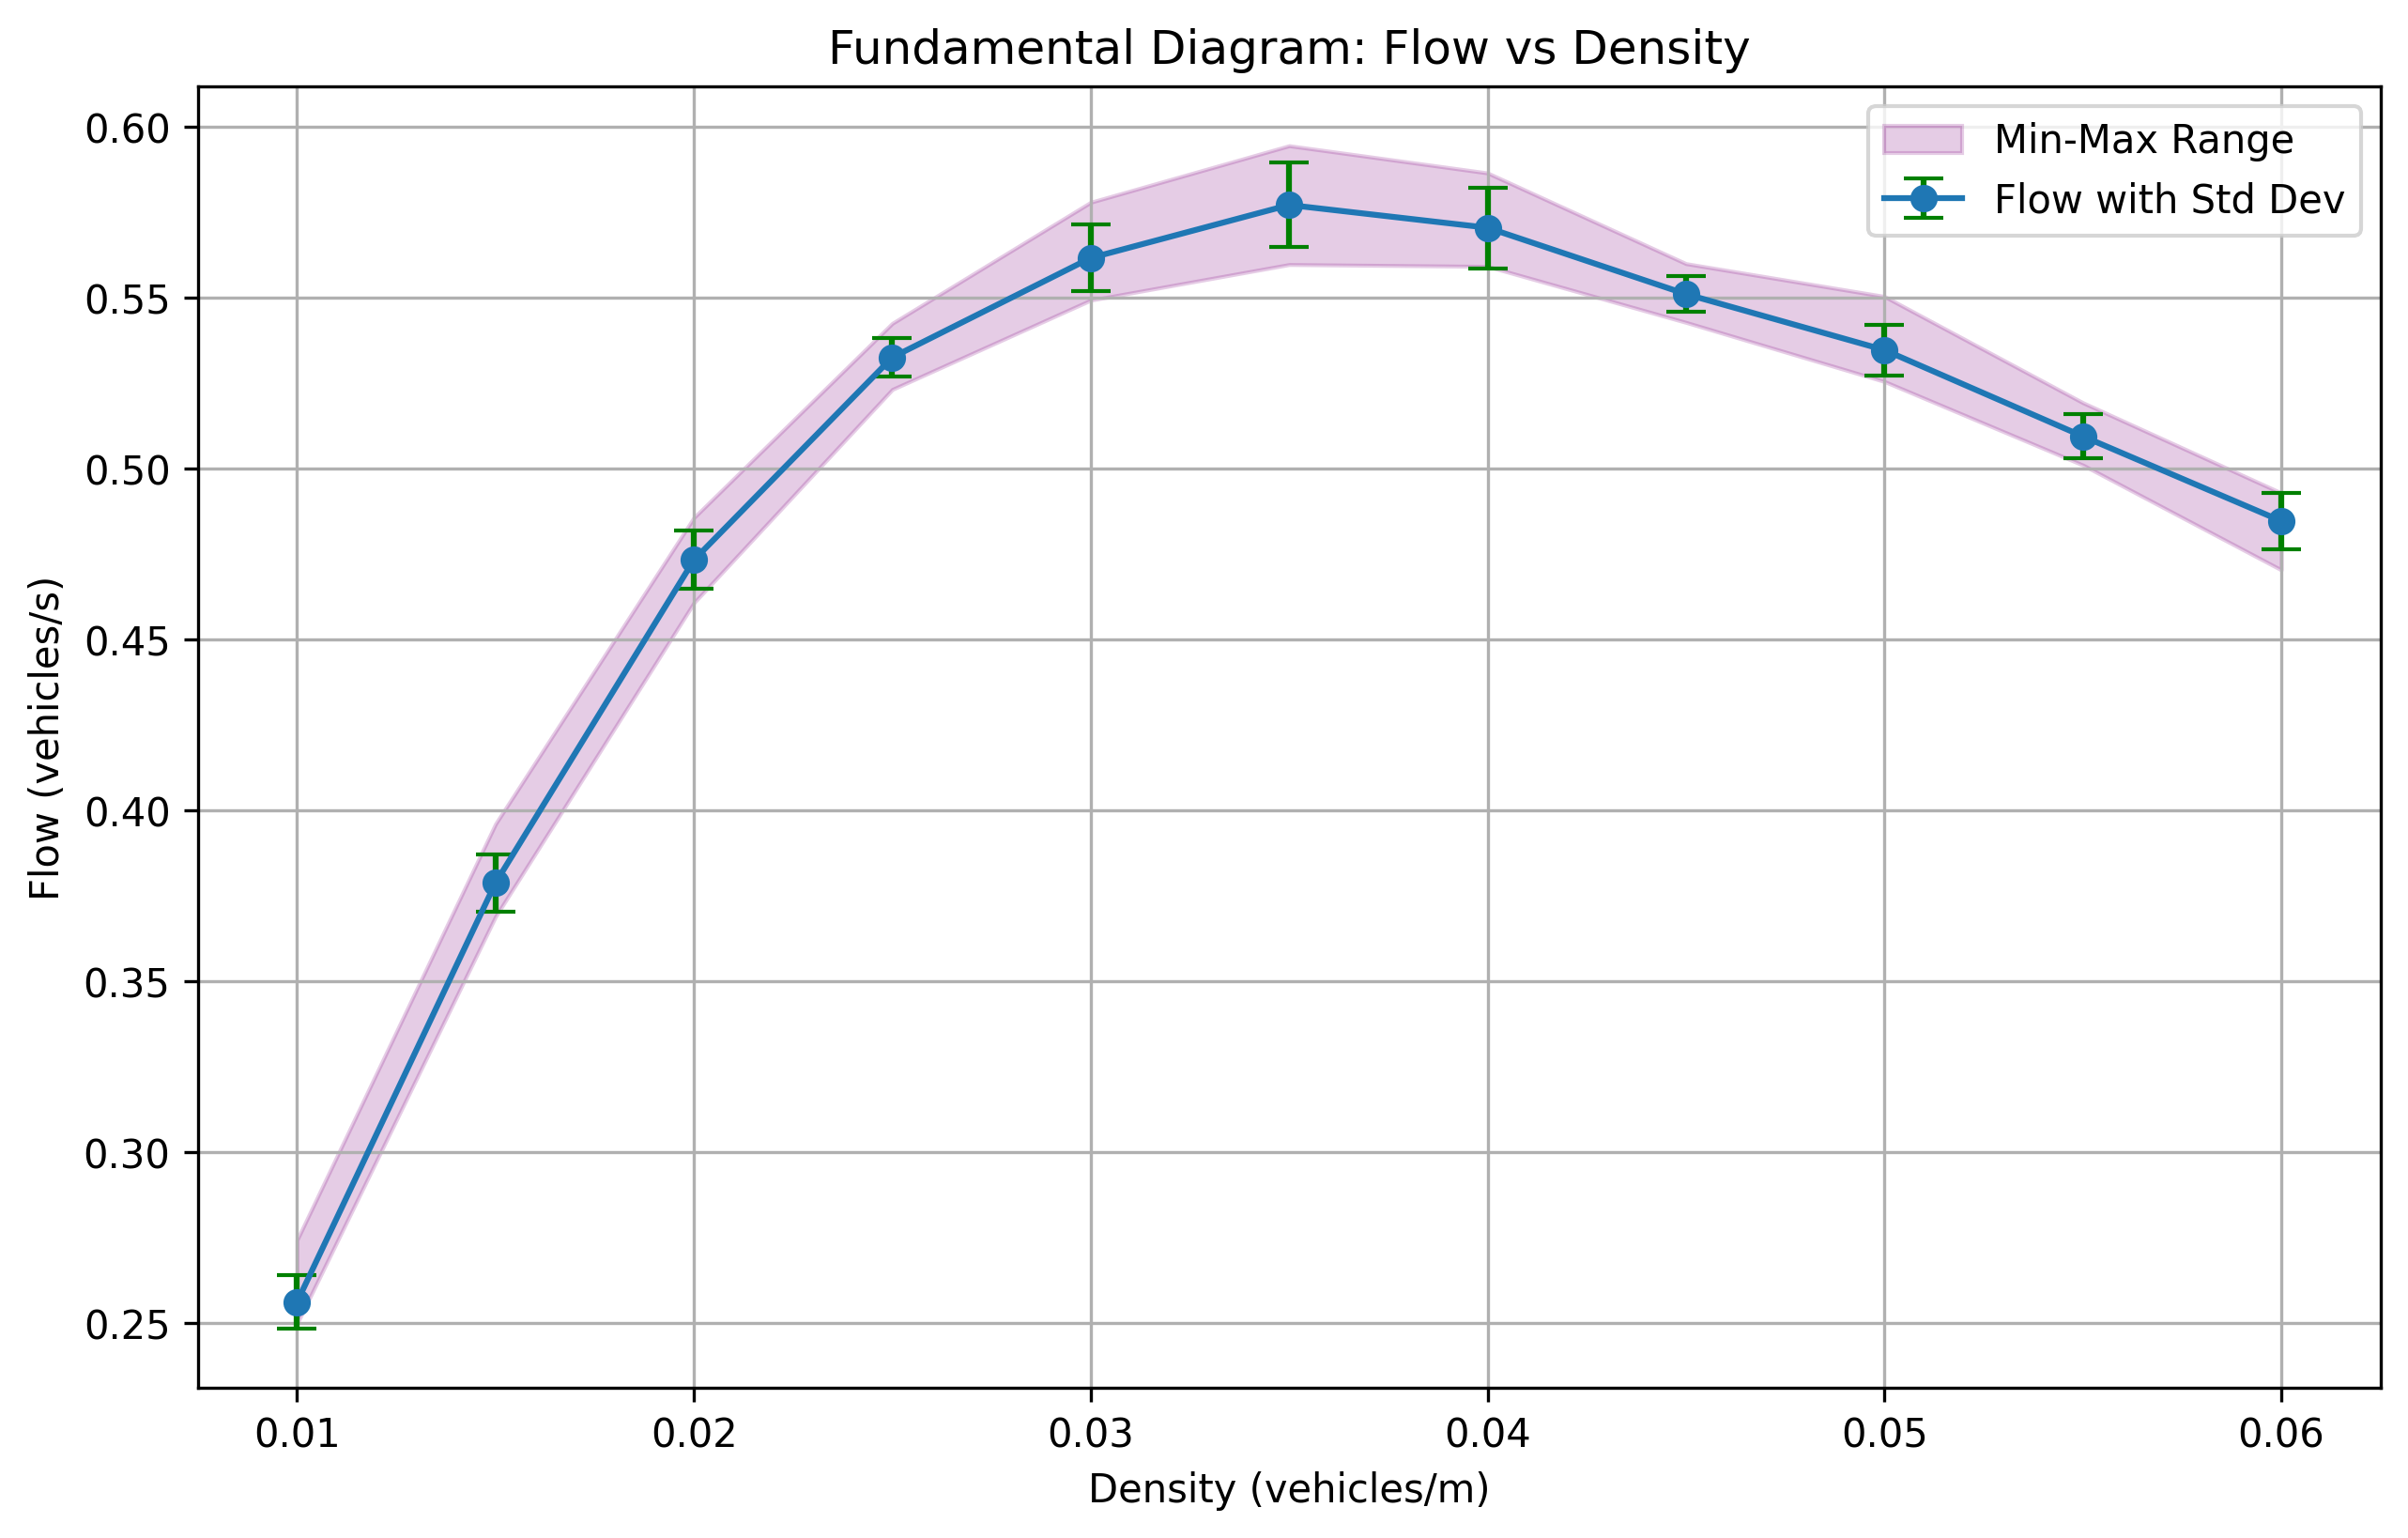 Fundamental Diagram: Flow vs Density
Min-Max Range
Flow with Std Dev
Flow (vehicles/s)
0.60
0.55
0.50
0.45
0.40
0.35
0.30
0.25
0.01 0.02 0.03 0.04 0.05 0.06
Density (vehicles/m)